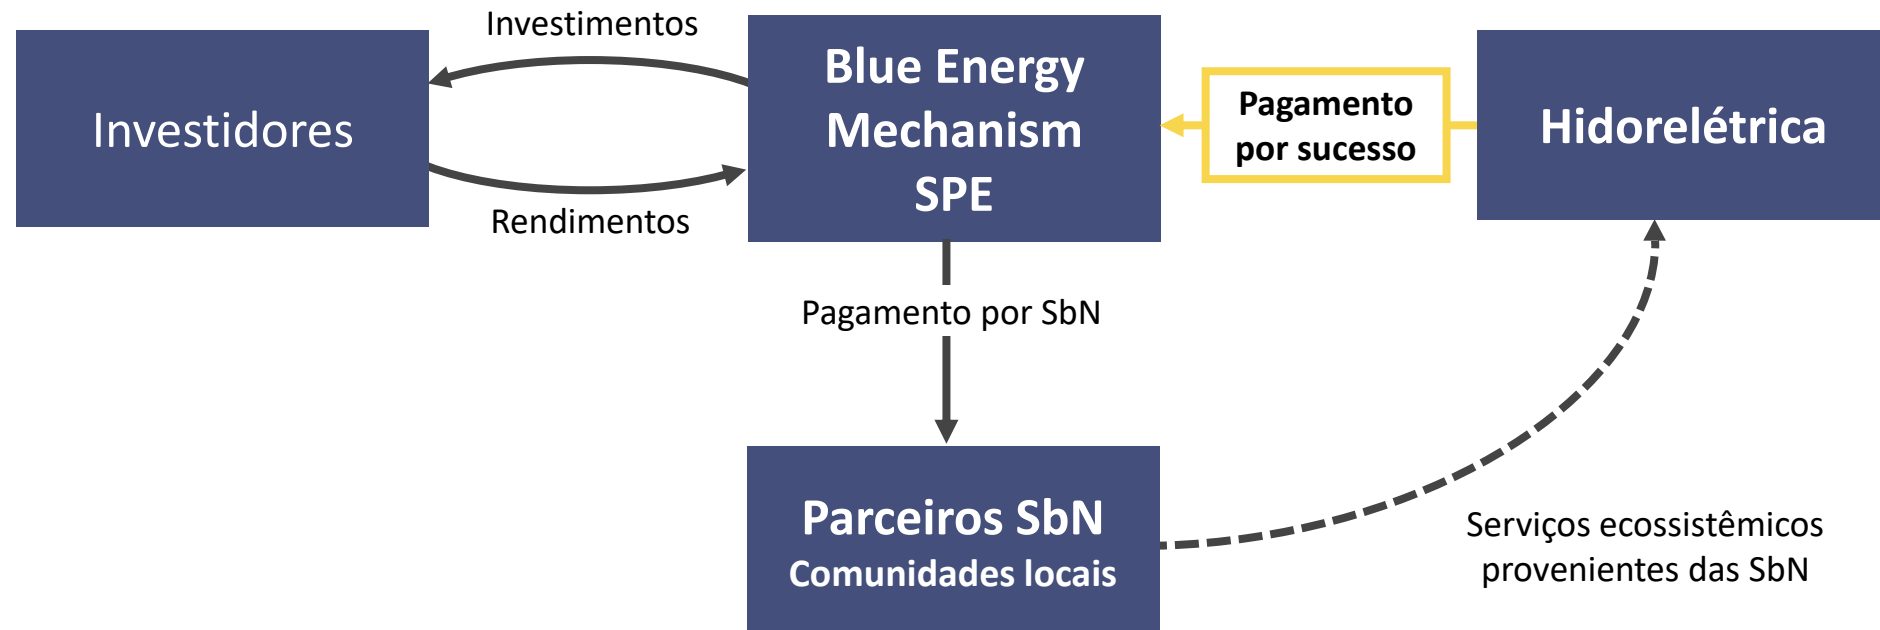 Investimentos
Investidores
Rendimentos
Blue Energy
Mechanism
SPE
Pagamento
por sucesso
Hidorelétrica
Pagamento por SbN
Parceiros SbN
Comunidades locais
Serviços ecossistêmicos
provenientes das SbN